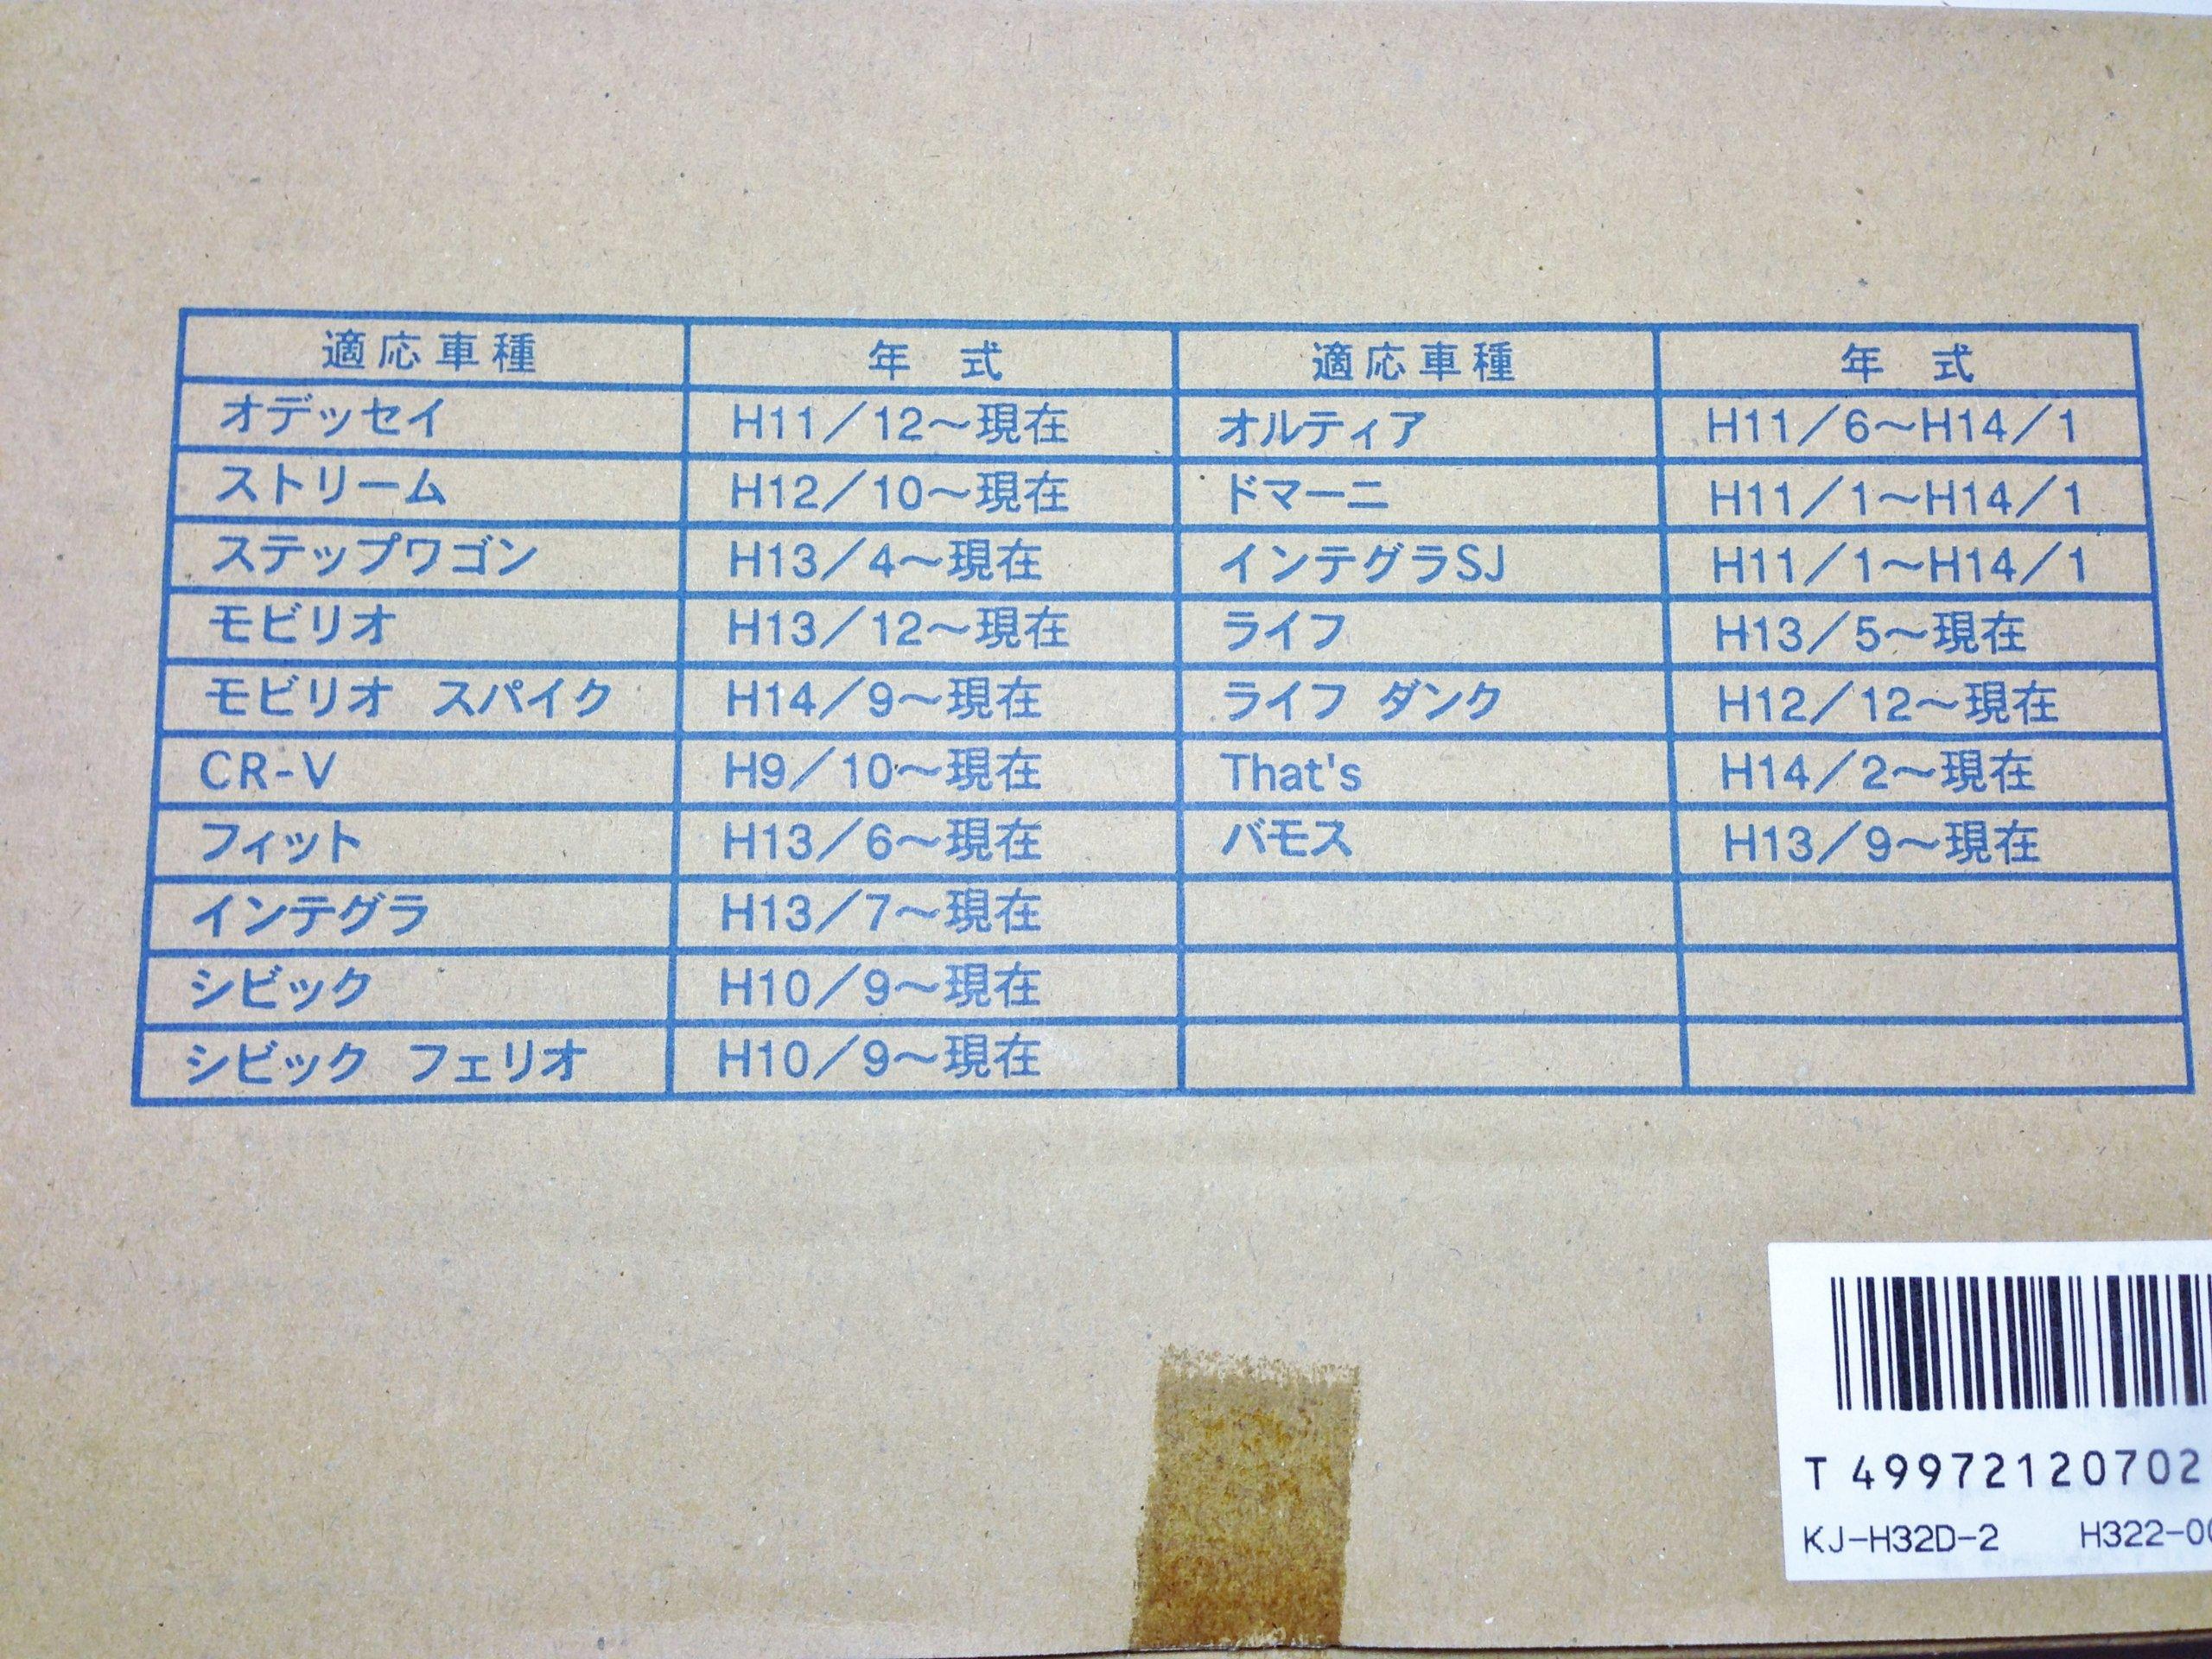 適応車種 年 式 適応車種 年 式
オデッセイ H11／12〜現在 オルティア H11／6〜H14／1
ストリーム H12／10〜現在 ドマーニ H11／1〜H14／1
ステップワゴン H13／4〜現在 インテグラSJ H11／1〜H14／1
モビリオ H13／12〜現在 ライフ H13／5〜現在
モビリオ スパイク H14／9〜現在 ライフ ダンク H12／12〜現在
CR-V H9／10〜現在 That's H14／2〜現在
フィット H13／6〜現在 バモス H13／9〜現在
インテグラ H13／7〜現在
シビック H10／9〜現在
シビック フェリオ H10／9〜現在
T 49972120702
KJ-H32D-2